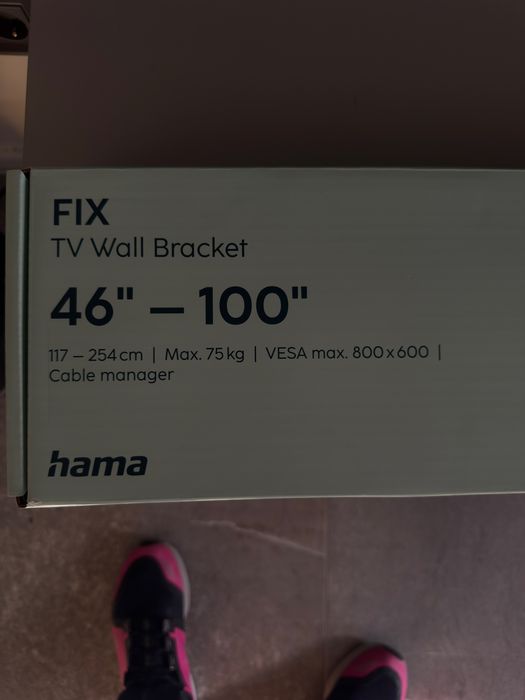 FIX
TV Wall Bracket
46" – 100"
117 – 254 cm | Max. 75 kg | VESA max. 800 x 600 |
Cable manager
hama